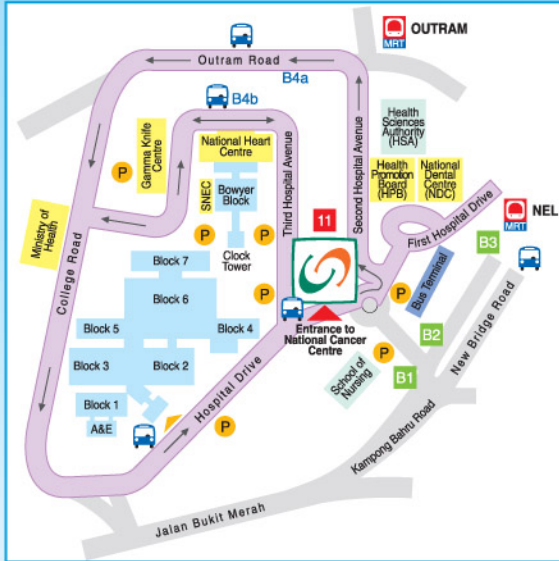 OUTRAM
MRT
Outram Road
B4a
B4b
Health
Sciences
Authority
(HSA)
Gamma Knife
Centre
National Heart
Centre
Third Hospital Avenue
Second Hospital Avenue
Health
Promotion
Board
(HPB)
National
Dental
Centre
(NDC)
P
SNEC
Bowyer
Block
11
First Hospital Drive
NEL
MRT
Ministry of
Health
College Road
P
P
Clock
Tower
B3
Block 7
Block 6
P
P
Bus Terminal
Entrance to
National Cancer
Centre
New Bridge Road
Block 5
Block 4
B2
Block 3
Block 2
Hospital Drive
School of
Nursing
P
B1
Block 1
A&E
P
Kampong Bahru Road
Jalan Bukit Merah